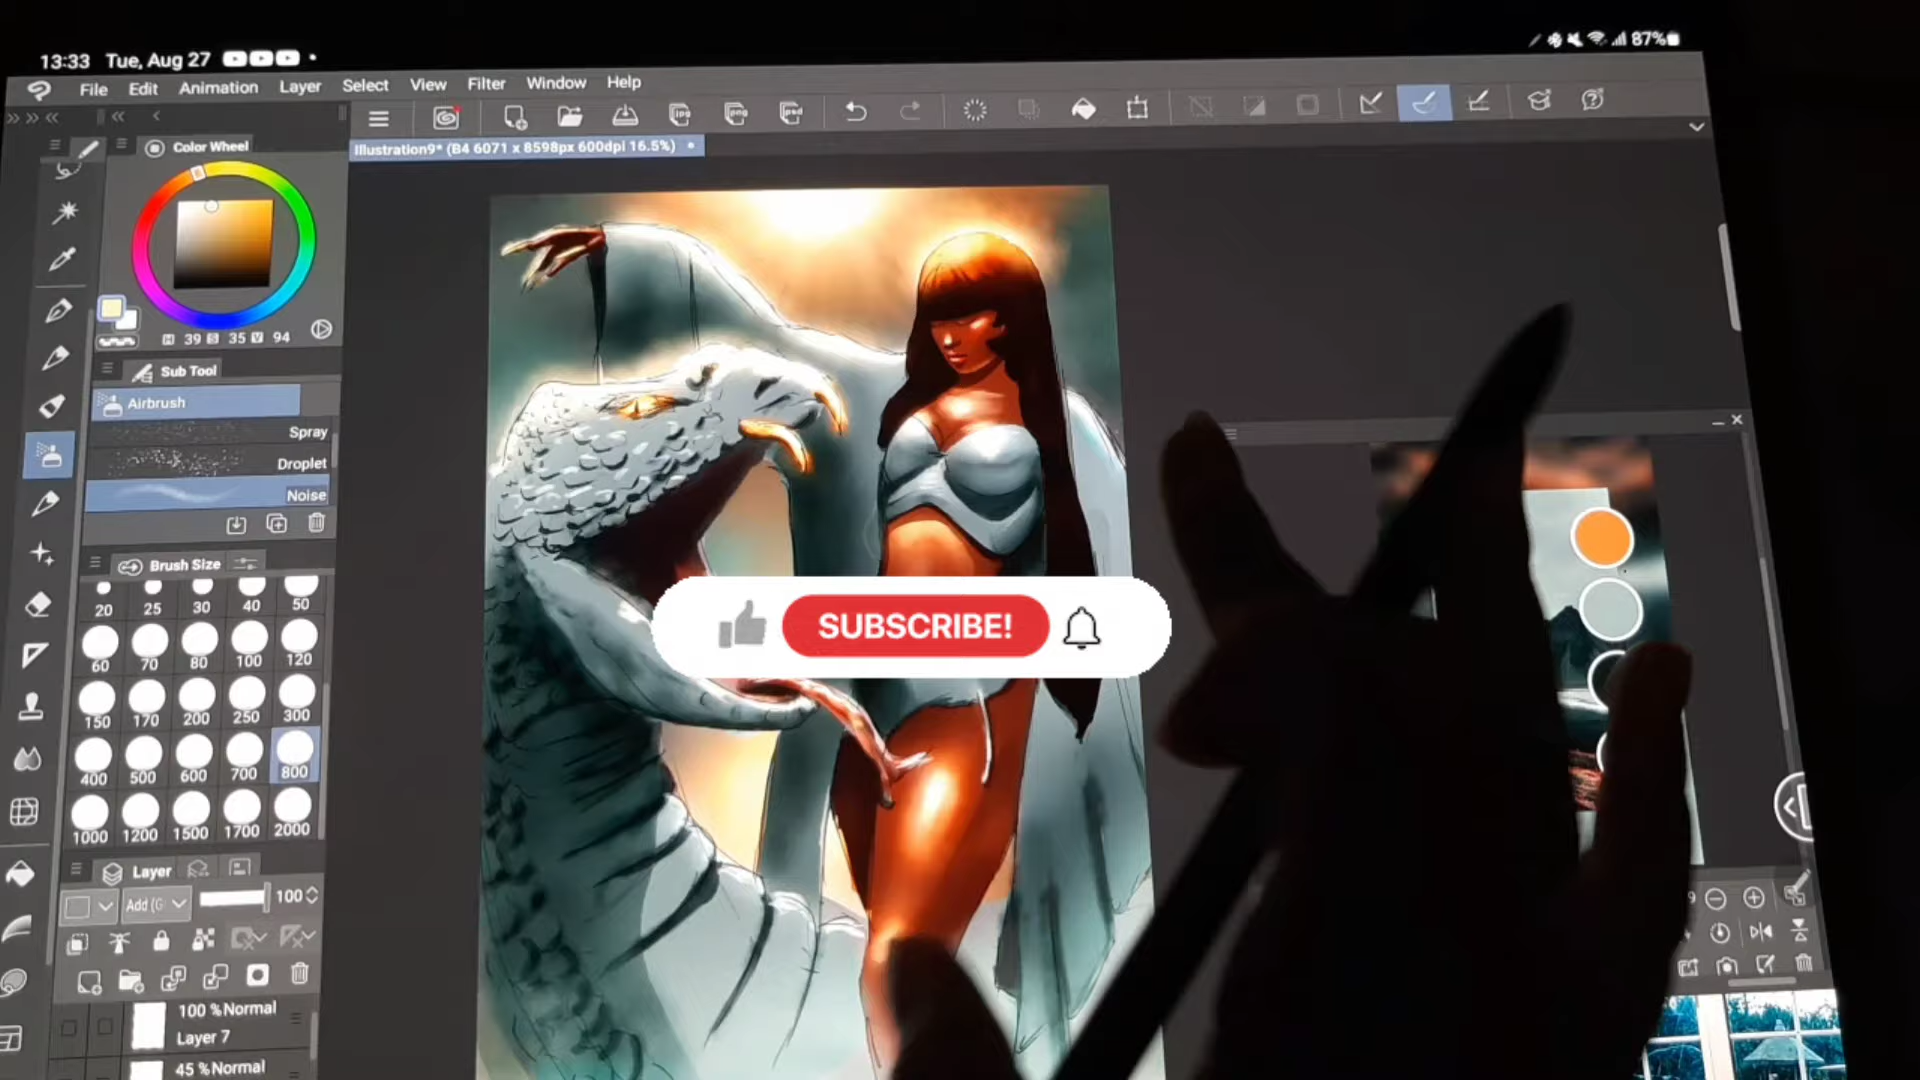 13:33 Tue, Aug 27
87%
File Edit Animation Layer Select View Filter Window Help
jpg png psd
Illustration9* (B4 6071 x 8598px 600dpi 16.5%)
Color Wheel
H 39 S 35 V 94
Sub Tool
Airbrush
Spray
Droplet
Noise
Brush Size
20 25 30 40 50
60 70 80 100 120
150 170 200 250 300
400 500 600 700 800
1000 1200 1500 1700 2000
Layer
Add (G 100
100 %Normal
Layer 7
45 %Normal
SUBSCRIBE!